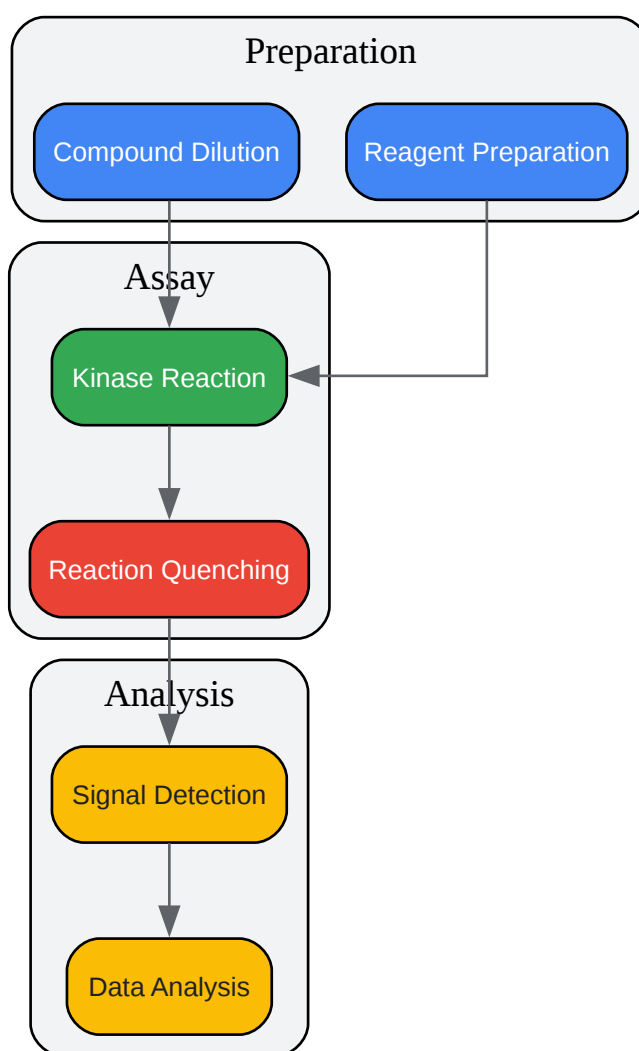 Preparation
Compound Dilution
Reagent Preparation
Assay
Kinase Reaction
Reaction Quenching
Analysis
Signal Detection
Data Analysis